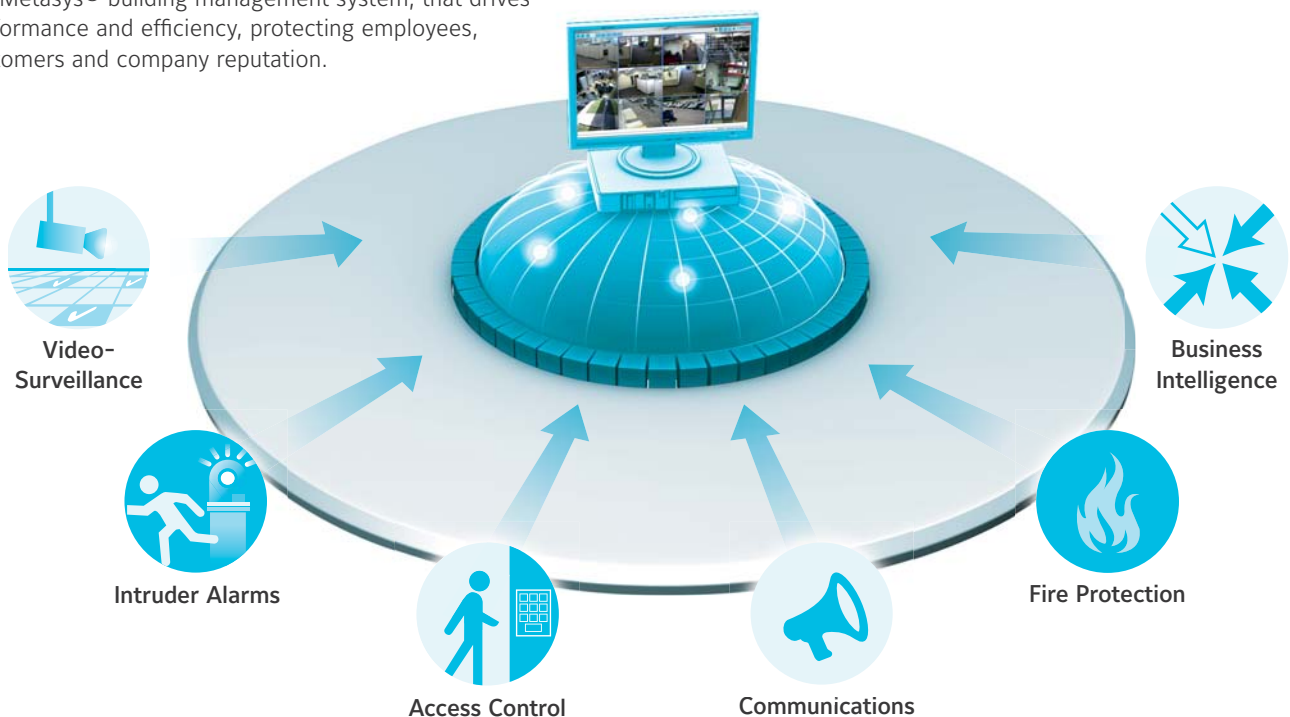 Metasys® building management system, that drives
ormance and efficiency, protecting employees,
tomers and company reputation.
Video-
Surveillance
Business
Intelligence
Intruder Alarms
Fire Protection
Access Control
Communications